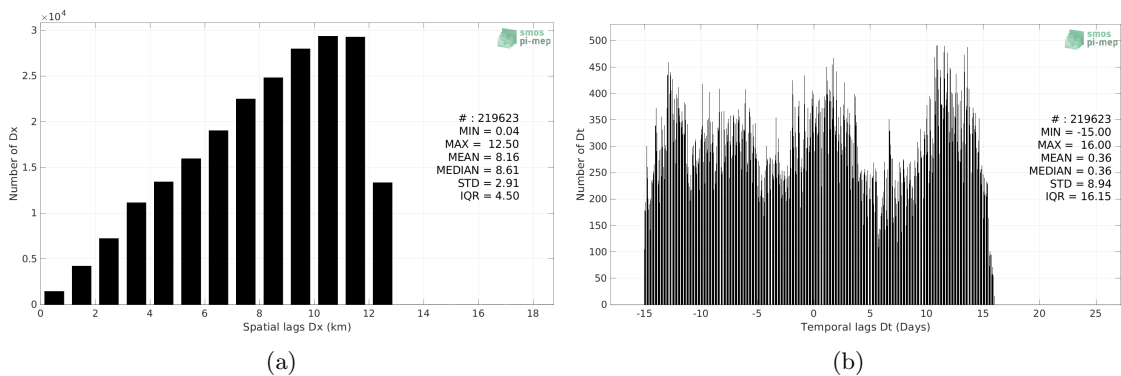 ×10⁴
3
2.5
2
1.5
1
0.5
0
Number of Dx
0 2 4 6 8 10 12 14 16 18
Spatial lags Dx (km)
smos
pi-mep
# : 219623
MIN = 0.04
MAX = 12.50
MEAN = 8.16
MEDIAN = 8.61
STD = 2.91
IQR = 4.50
(a)
500
450
400
350
300
250
200
150
100
50
0
Number of Dt
-15 -10 -5 0 5 10 15 20 25
Temporal lags Dt (Days)
smos
pi-mep
# : 219623
MIN = -15.00
MAX = 16.00
MEAN = 0.36
MEDIAN = 0.36
STD = 8.94
IQR = 16.15
(b)